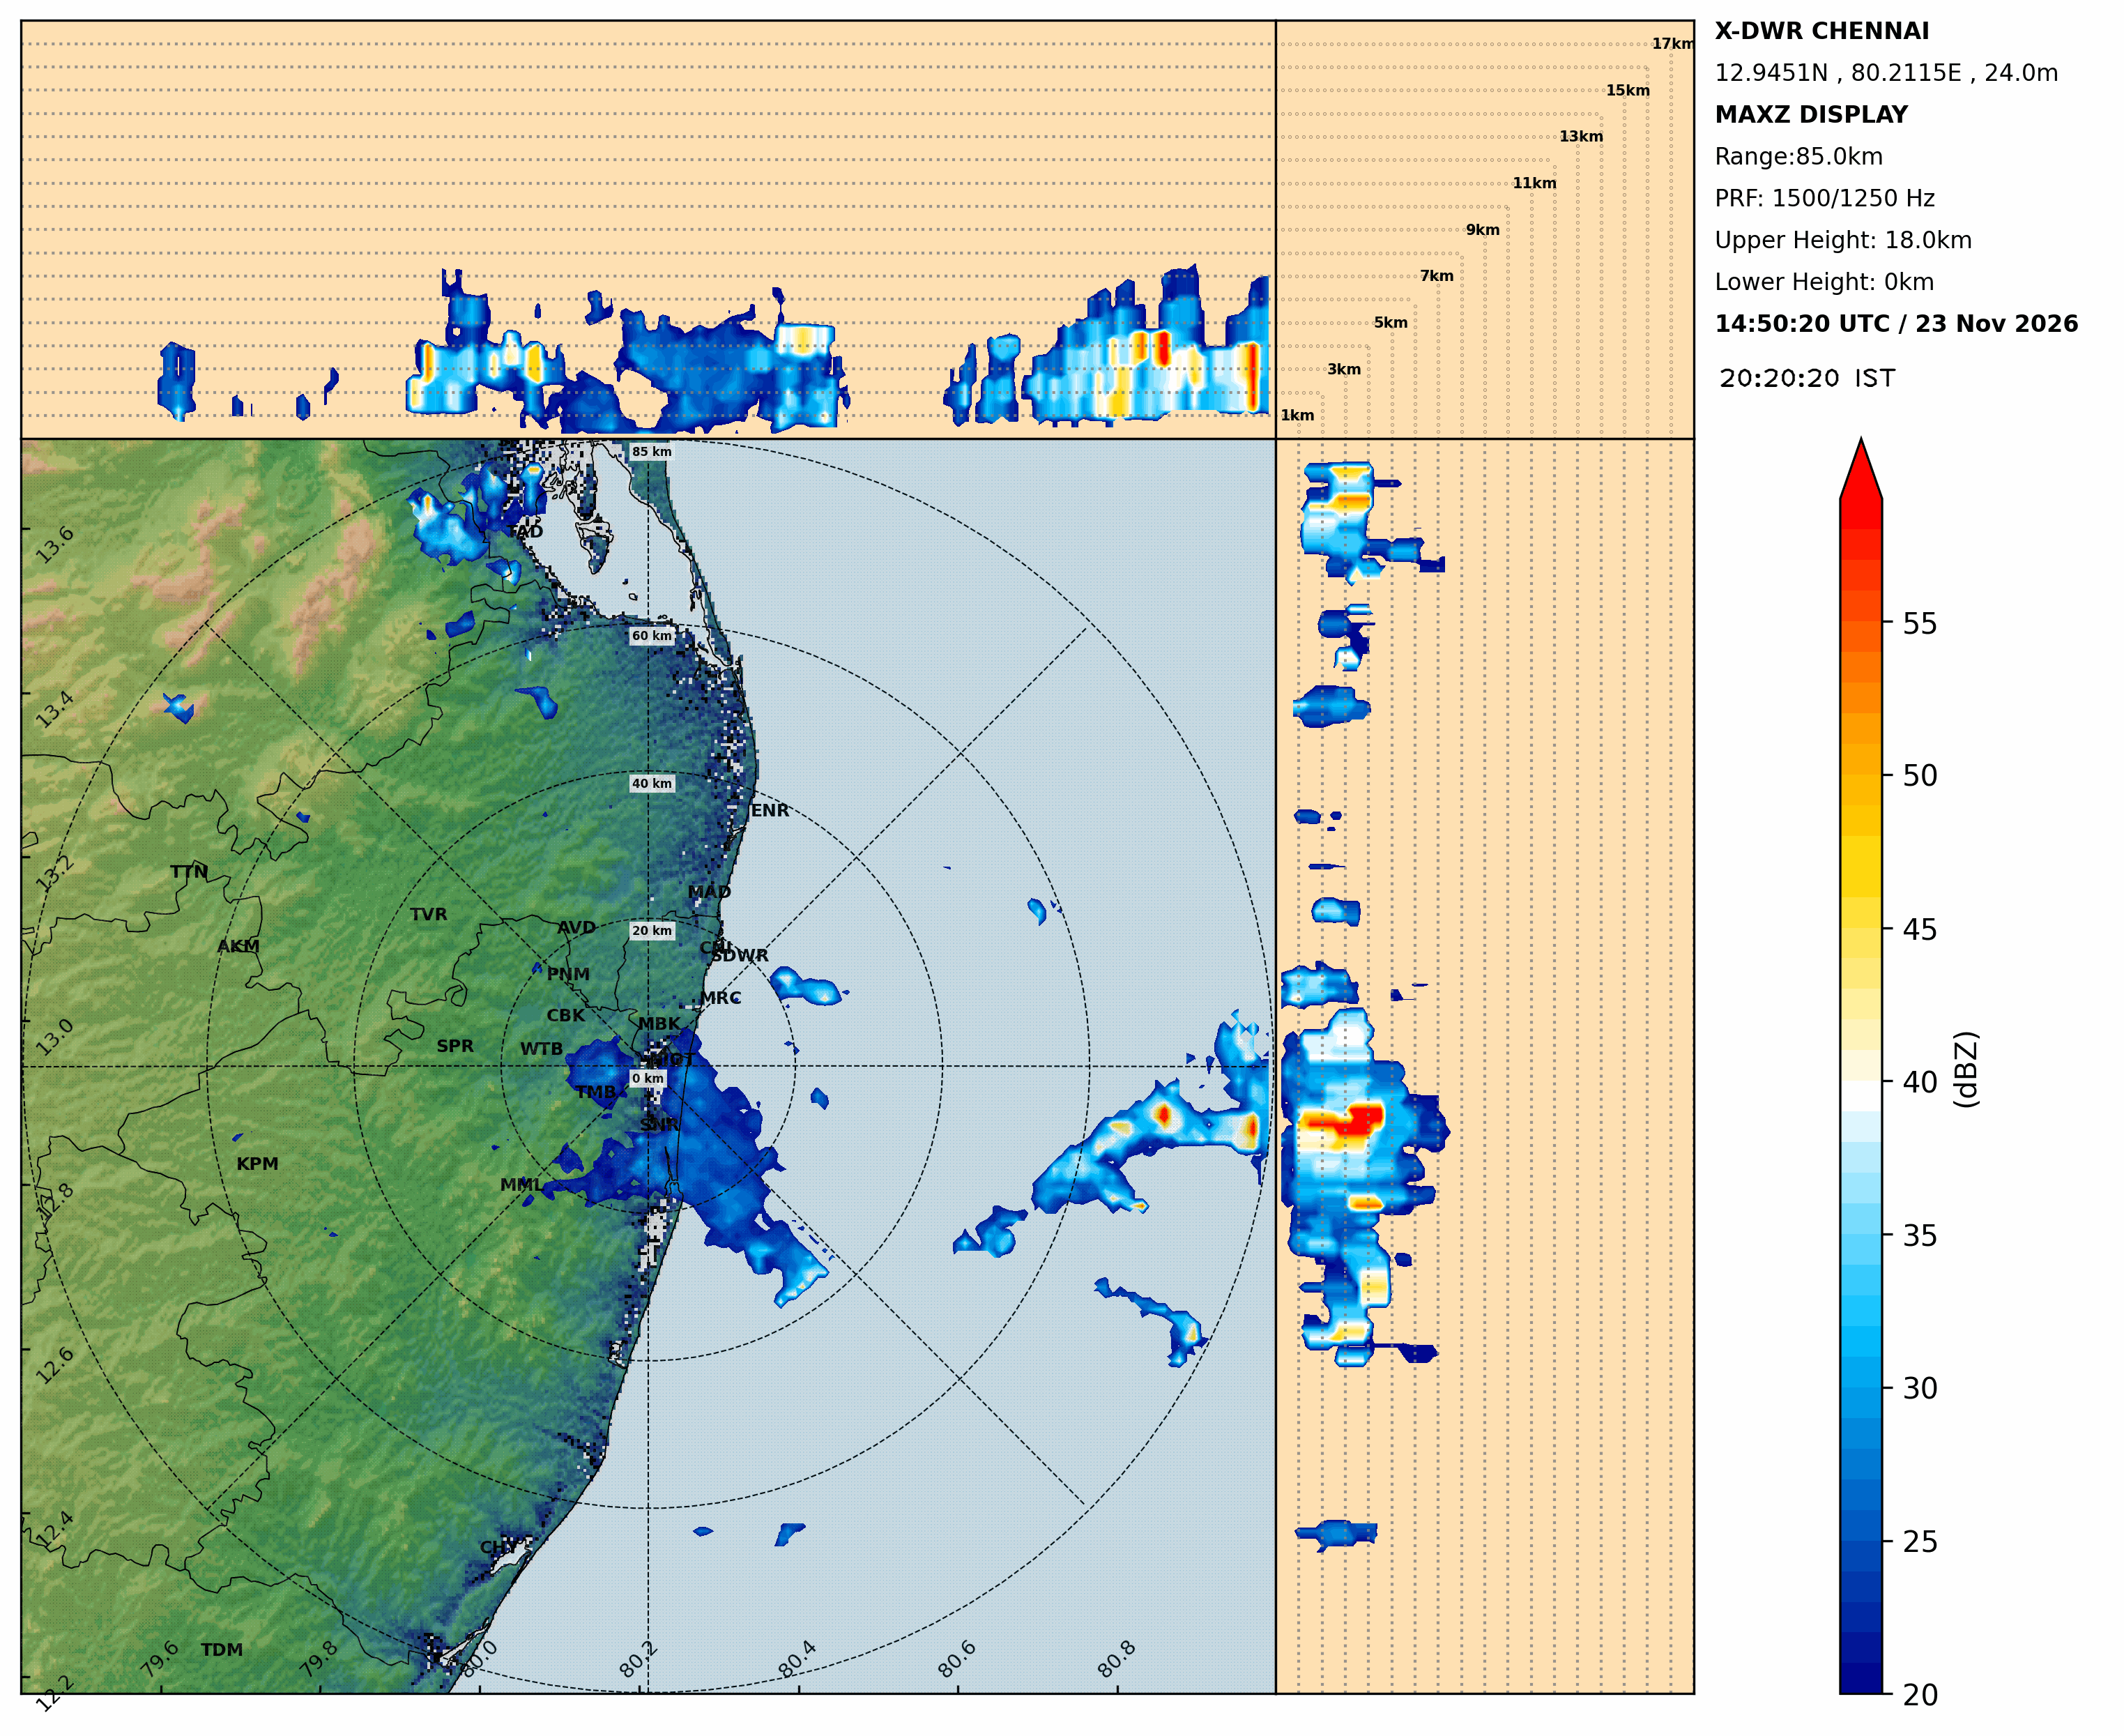 X-DWR CHENNAI
12.9451N , 80.2115E , 24.0m
MAXZ DISPLAY
Range:85.0km
PRF: 1500/1250 Hz
Upper Height: 18.0km
Lower Height: 0km
14:50:20 UTC / 23 Nov 2026
20:20:20 IST
17km
15km
13km
11km
9km
7km
5km
3km
1km
85 km
TAD
13.6
60 km
13.4
40 km
ENR
13.2
TTN
MAD
TVR
AVD
20 km
AKM
SDWR
PNM
MRC
CBK
MBK
13.0
SPR
WTB
0 km
TMB
SNR
KPM
MML
12.8
12.6
12.4
CHY
TDM
12.2
79.6
79.8
80.0
80.2
80.4
80.6
80.8
55
50
45
40
35
30
25
20
(dBZ)